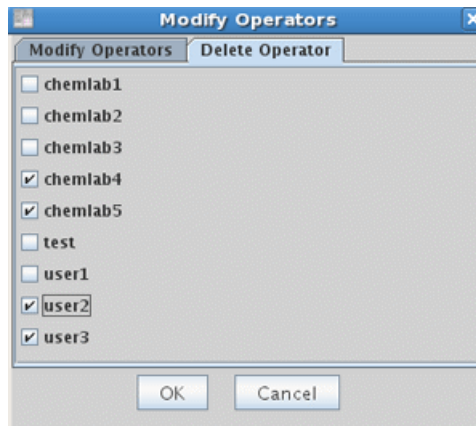 Modify Operators
Modify Operators Delete Operator
chemlab1
chemlab2
chemlab3
chemlab4
chemlab5
test
user1
user2
user3
OK Cancel